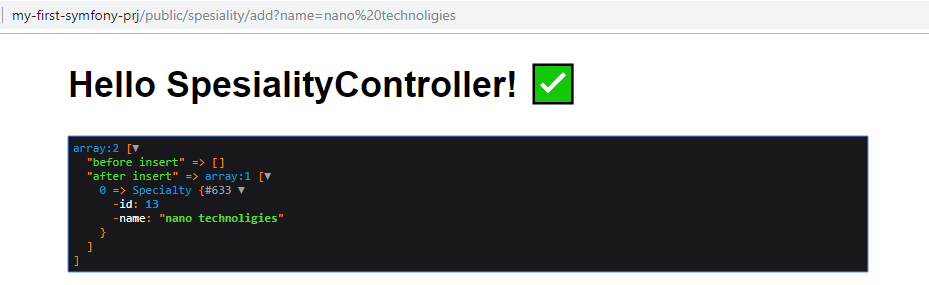 my-first-symfony-prj/public/spesiality/add?name=nano%20technoligies
Hello SpesialityController! ✅
array:2 [▼
"before insert" => []
"after insert" => array:1 [▼
0 => Specialty {#633 ▼
-id: 13
-name: "nano technoligies"
}
]
]